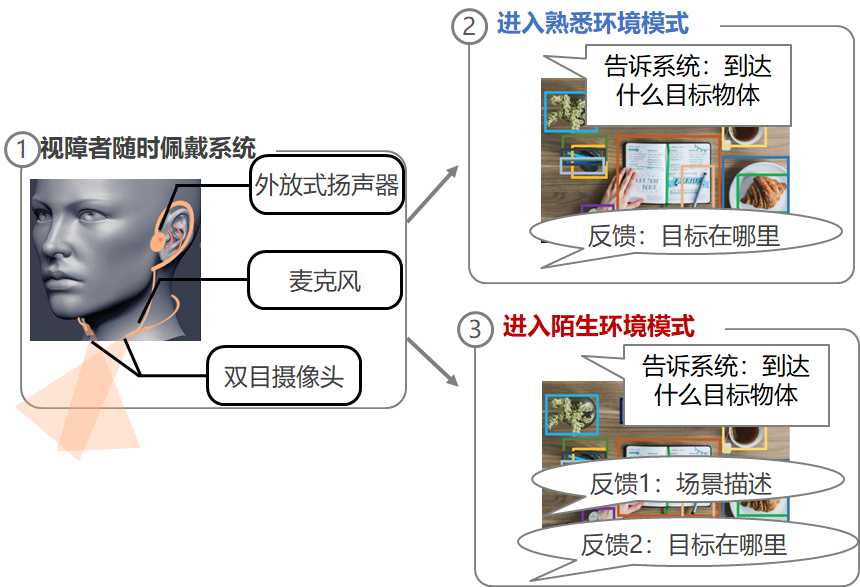 ① 视障者随时佩戴系统
外放式扬声器
麦克风
双目摄像头
② 进入熟悉环境模式
告诉系统：到达
什么目标物体
反馈：目标在哪里
③ 进入陌生环境模式
告诉系统：到达
什么目标物体
反馈1：场景描述
反馈2：目标在哪里